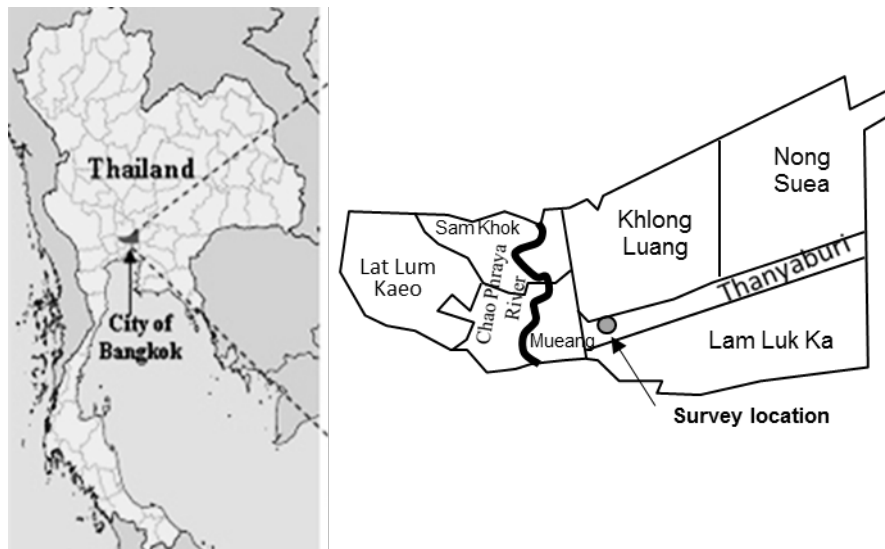 Thailand
City of
Bangkok
Nong
Suea
Khlong
Luang
Sam Khok
Lat Lum
Kaeo
Chao Phraya
River
Thanyaburi
Mueang
Lam Luk Ka
Survey location